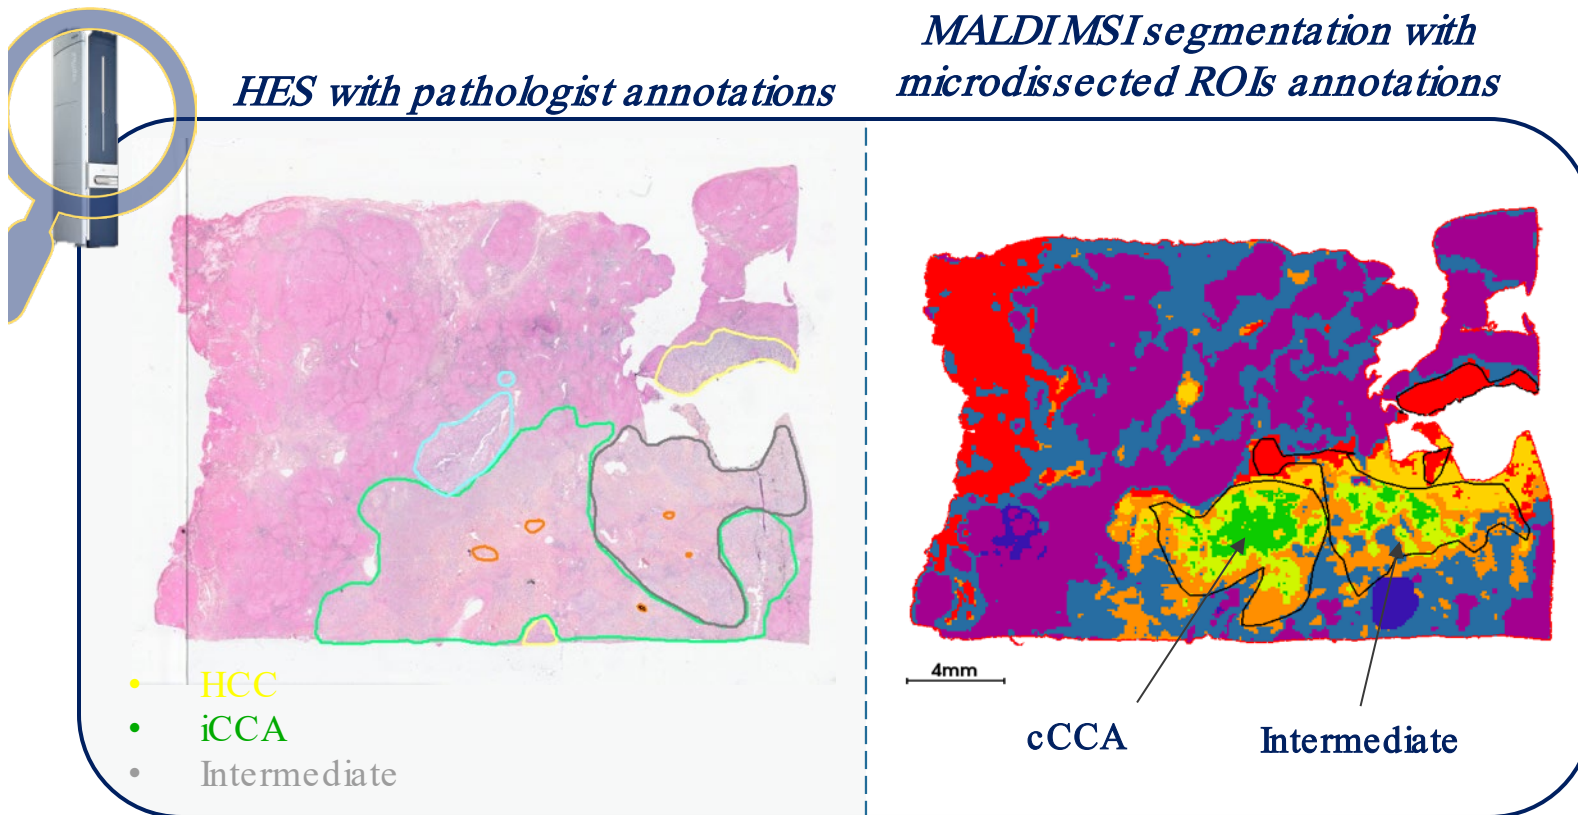 HES with pathologist annotations
MALDI MSI segmentation with
microdissected ROIs annotations
• HCC
• iCCA
• Intermediate
4mm
cCCA
Intermediate